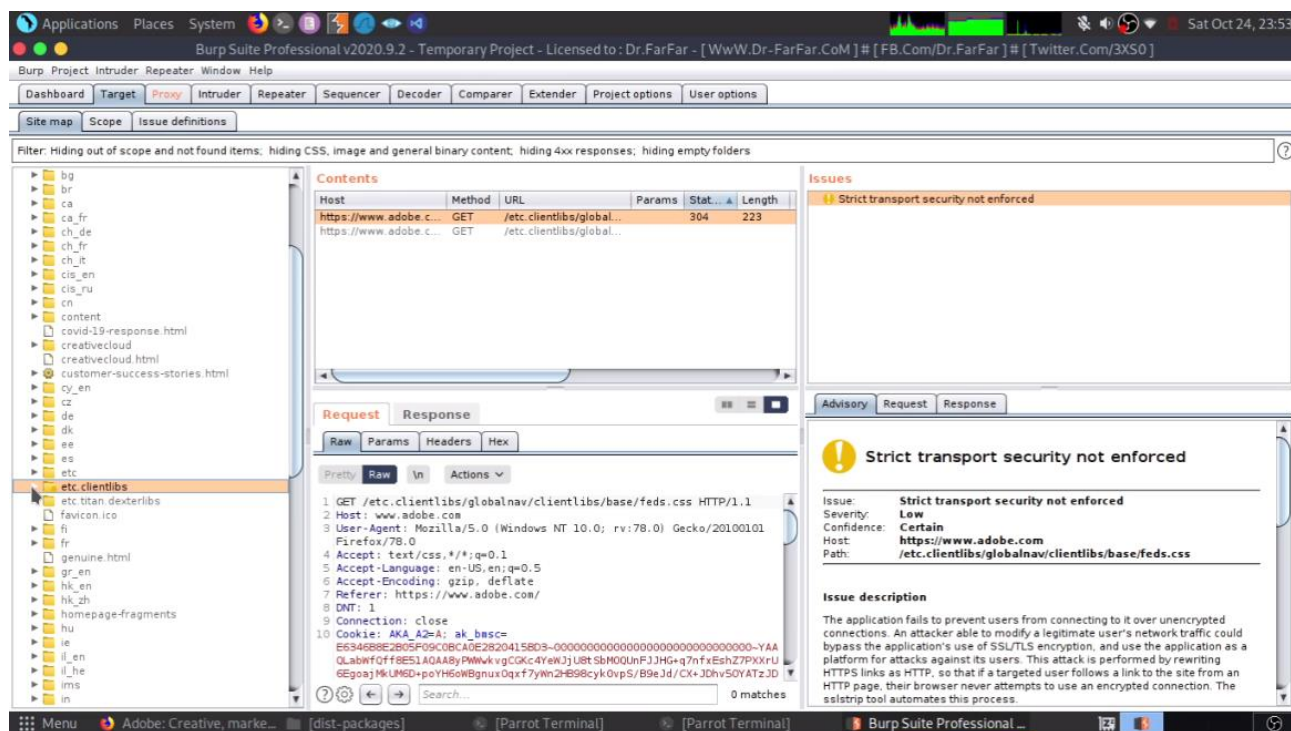 Applications Places System
Sat Oct 24, 23:53
Burp Suite Professional v2020.9.2 - Temporary Project - Licensed to : Dr.FarFar - [ WwW.Dr-FarFar.CoM ] # [ FB.Com/Dr.FarFar ] # [ Twitter.Com/3XS0 ]
Burp Project Intruder Repeater Window Help
Dashboard Target Proxy Intruder Repeater Sequencer Decoder Comparer Extender Project options User options
Site map Scope Issue definitions
Filter: Hiding out of scope and not found items; hiding CSS, image and general binary content; hiding 4xx responses; hiding empty folders
bg
br
ca
ca_fr
ch_de
ch_fr
ch_it
cis_en
cis_ru
cn
content
covid-19-response.html
creativecloud
creativecloud.html
customer-success-stories.html
cy_en
cz
de
dk
ee
es
etc
etc.clientlibs
etc.titan.dexterlibs
favicon.ico
fi
fr
genuine.html
gr_en
hk_en
hk_zh
homepage-fragments
hu
ie
il_en
il_he
ims
in
Contents
Host Method URL Params Stat... Length
https://www.adobe.c... GET /etc.clientlibs/global... 304 223
https://www.adobe.c... GET /etc.clientlibs/global...
Request Response
Raw Params Headers Hex
Pretty Raw \n Actions
1 GET /etc.clientlibs/globalnav/clientlibs/base/feds.css HTTP/1.1
2 Host: www.adobe.com
3 User-Agent: Mozilla/5.0 (Windows NT 10.0; rv:78.0) Gecko/20100101
Firefox/78.0
4 Accept: text/css,*/*;q=0.1
5 Accept-Language: en-US,en;q=0.5
6 Accept-Encoding: gzip, deflate
7 Referer: https://www.adobe.com/
8 DNT: 1
9 Connection: close
10 Cookie: AKA_A2=A; ak_bmsc=
Search...
0 matches
Issues
Strict transport security not enforced
Advisory Request Response
Strict transport security not enforced
Issue: Strict transport security not enforced
Severity: Low
Confidence: Certain
Host: https://www.adobe.com
Path: /etc.clientlibs/globalnav/clientlibs/base/feds.css
Issue description
The application fails to prevent users from connecting to it over unencrypted
connections. An attacker able to modify a legitimate user's network traffic could
bypass the application's use of SSL/TLS encryption, and use the application as a
platform for attacks against its users. This attack is performed by rewriting
HTTPS links as HTTP, so that if a targeted user follows a link to the site from an
HTTP page, their browser never attempts to use an encrypted connection. The
sslstrip tool automates this process.
Menu Adobe: Creative, marke... [dist-packages] [Parrot Terminal] [Parrot Terminal] Burp Suite Professional ...